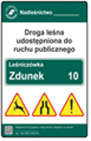 Nadleśnictwo
Droga leśna
udostępniona do
ruchu publicznego
Leśniczówka
Zdunek 10